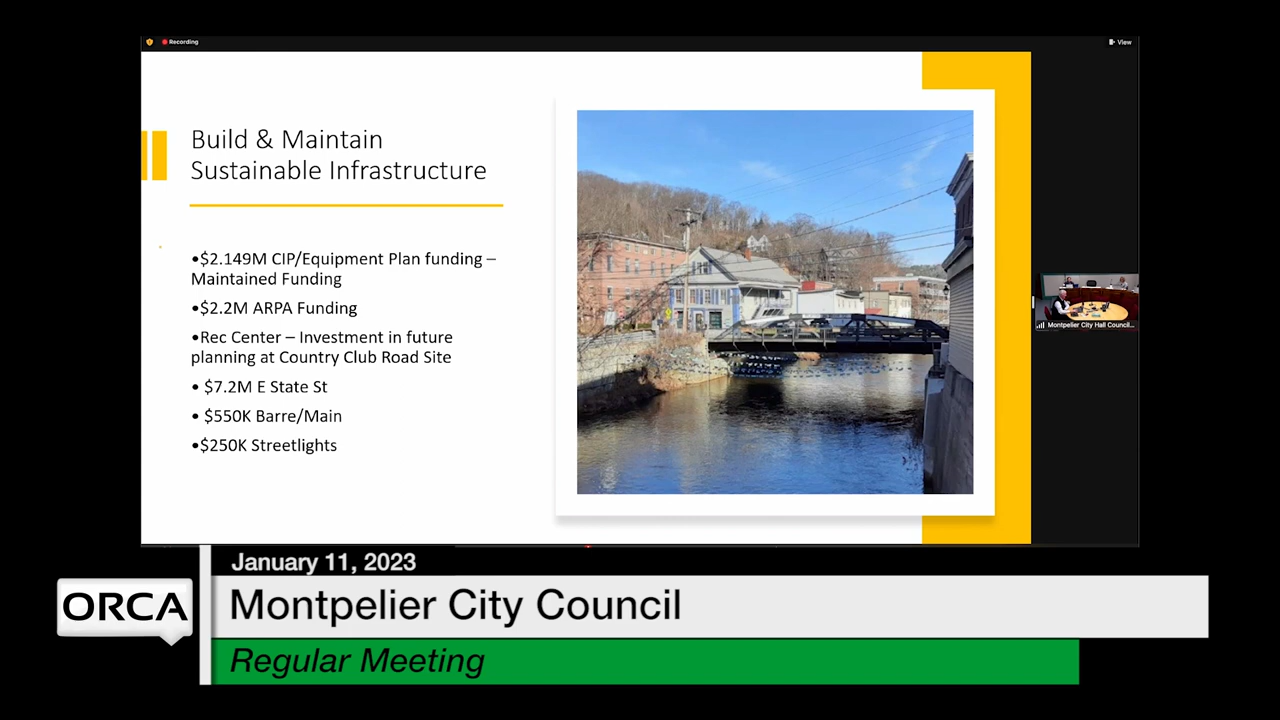 Recording
View
Build & Maintain
Sustainable Infrastructure
•$2.149M CIP/Equipment Plan funding –
Maintained Funding
•$2.2M ARPA Funding
•Rec Center – Investment in future
planning at Country Club Road Site
• $7.2M E State St
• $550K Barre/Main
•$250K Streetlights
Montpelier City Hall Council...
January 11, 2023
ORCA
Montpelier City Council
Regular Meeting